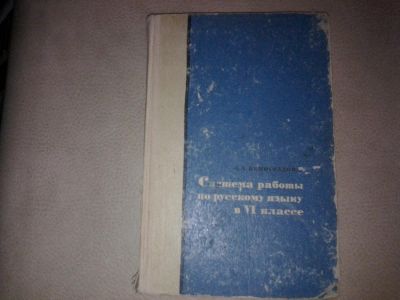 Система работы
по русскому языку
в VI классе